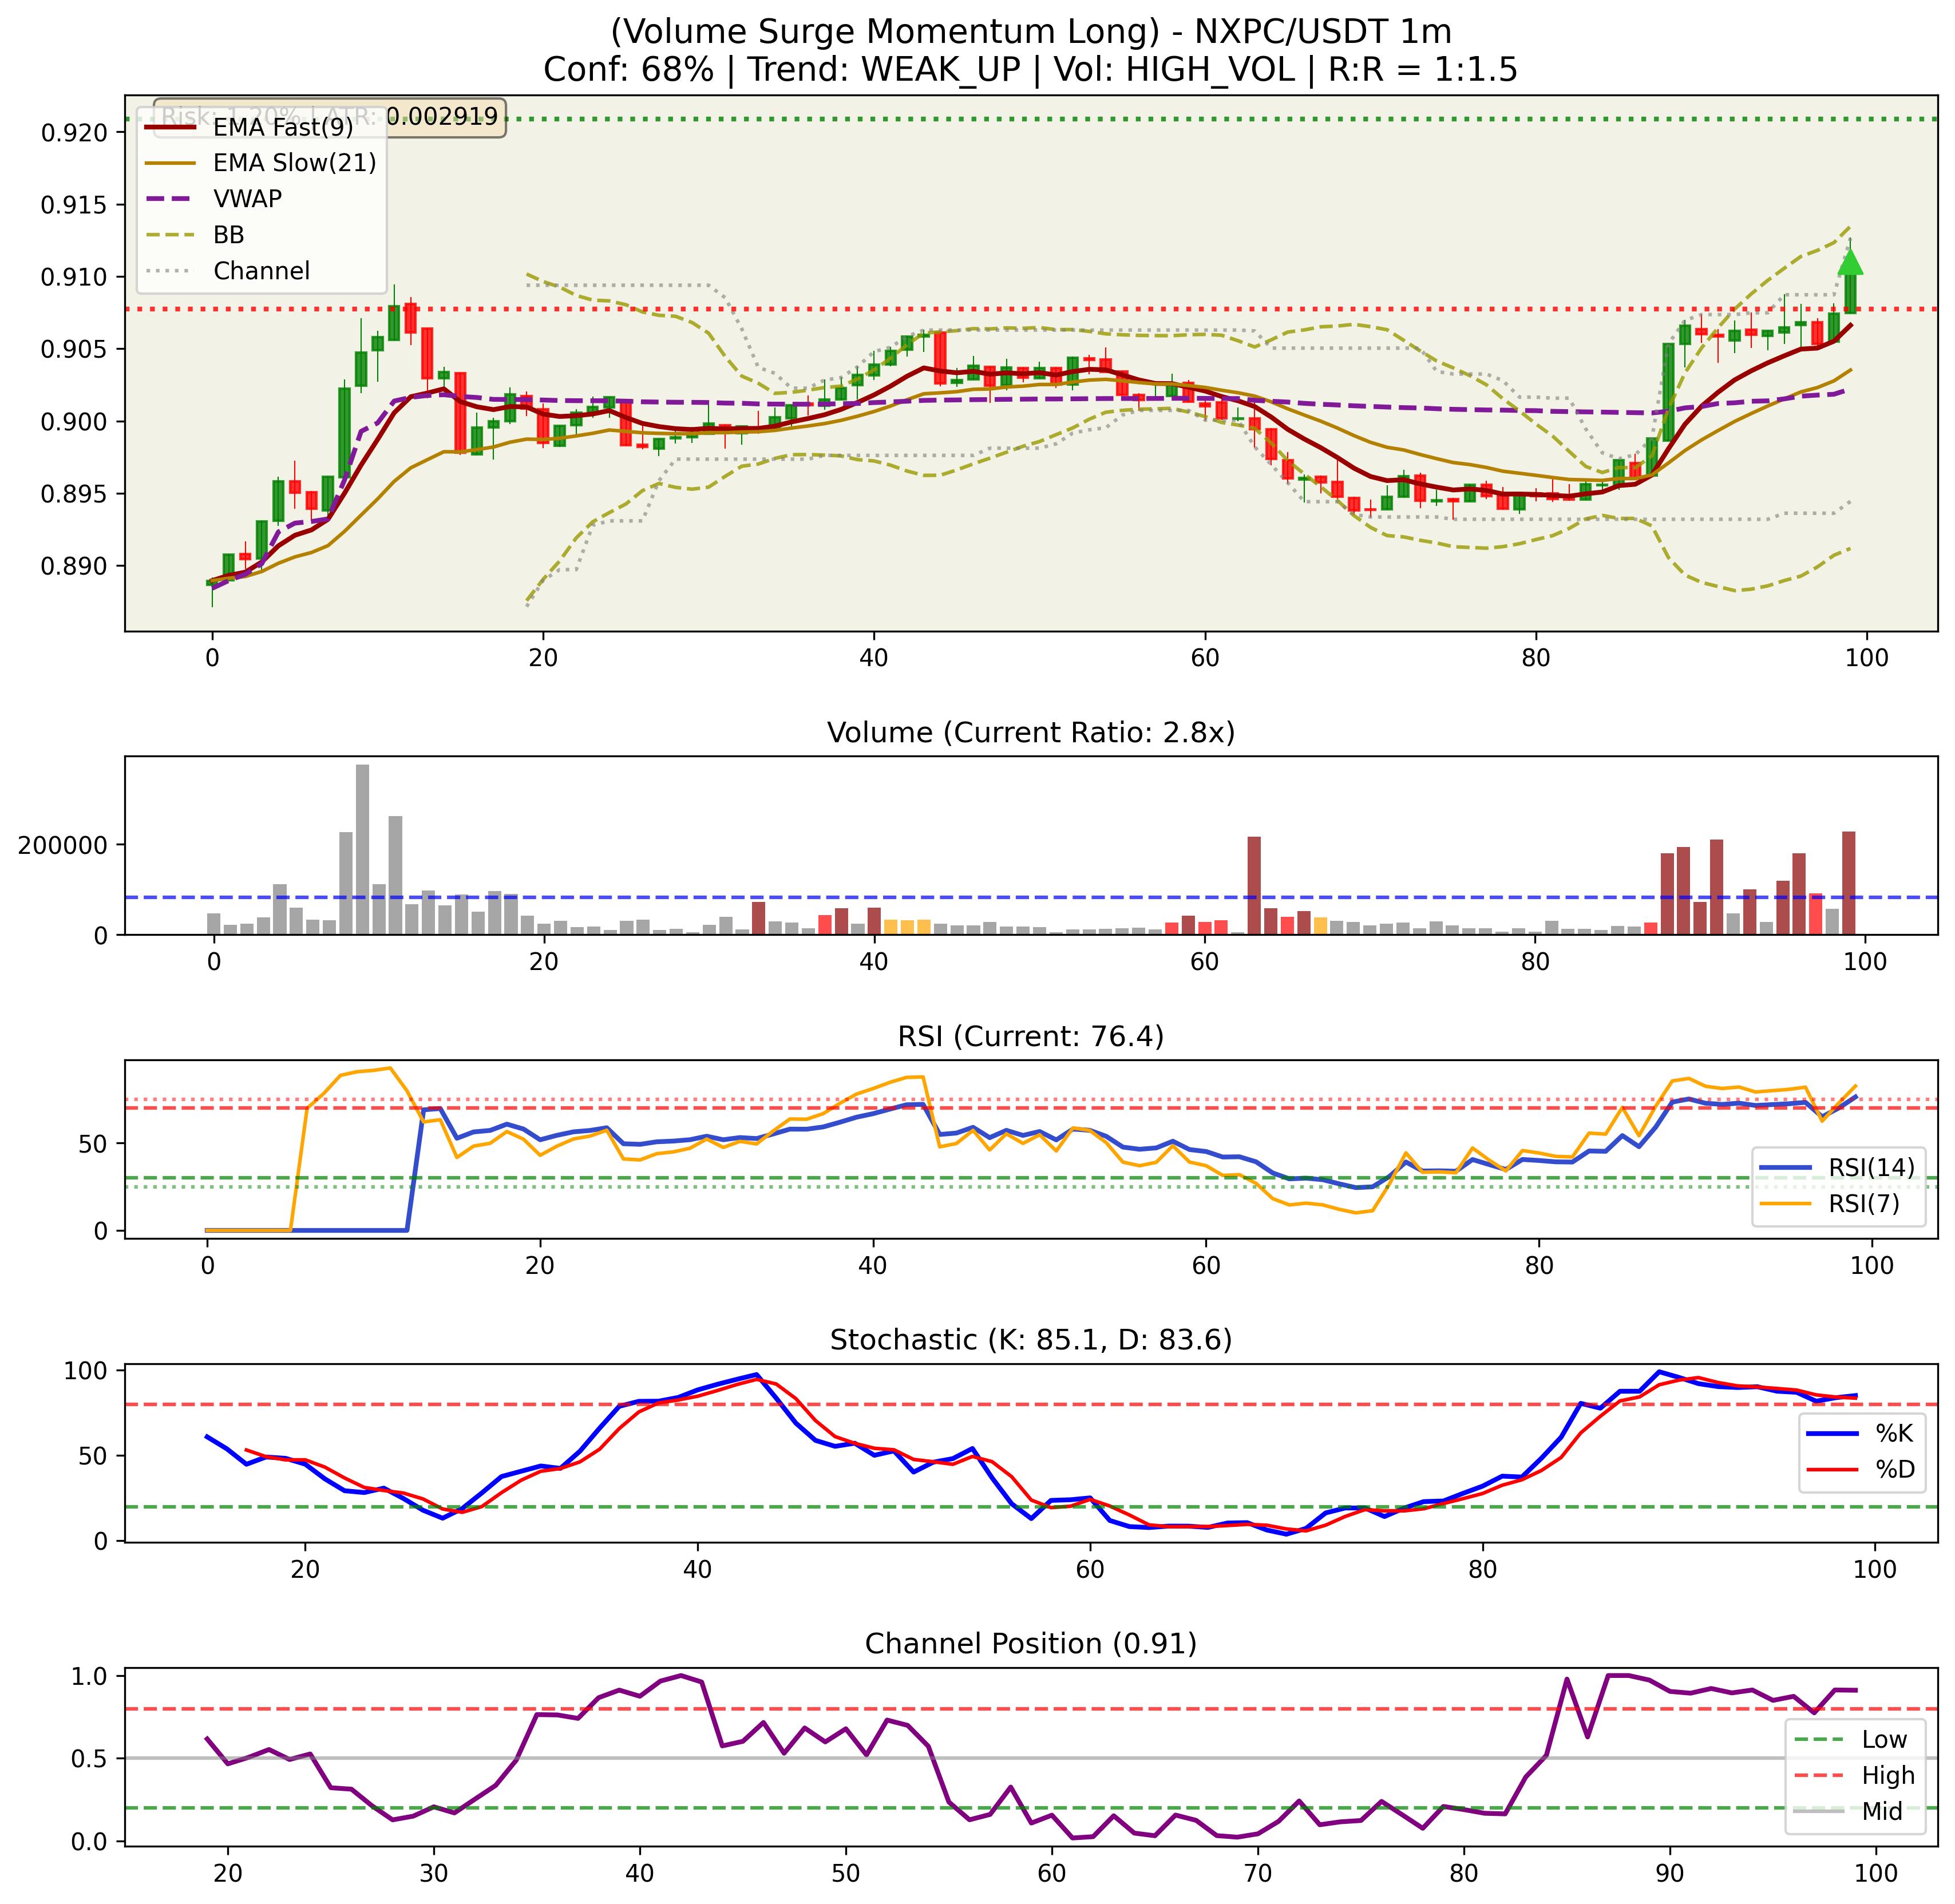 (Volume Surge Momentum Long) - NXPC/USDT 1m
Conf: 68% | Trend: WEAK_UP | Vol: HIGH_VOL | R:R = 1:1.5
Risk: 1.20% | ATR: 0.002919
EMA Fast(9)
EMA Slow(21)
VWAP
BB
Channel
0.920
0.915
0.910
0.905
0.900
0.895
0.890
0 20 40 60 80 100
Volume (Current Ratio: 2.8x)
200000
0
0 20 40 60 80 100
RSI (Current: 76.4)
50
0
RSI(14)
RSI(7)
0 20 40 60 80 100
Stochastic (K: 85.1, D: 83.6)
100
50
0
%K
%D
20 40 60 80 100
Channel Position (0.91)
1.0
0.5
0.0
Low
High
Mid
20 30 40 50 60 70 80 90 100